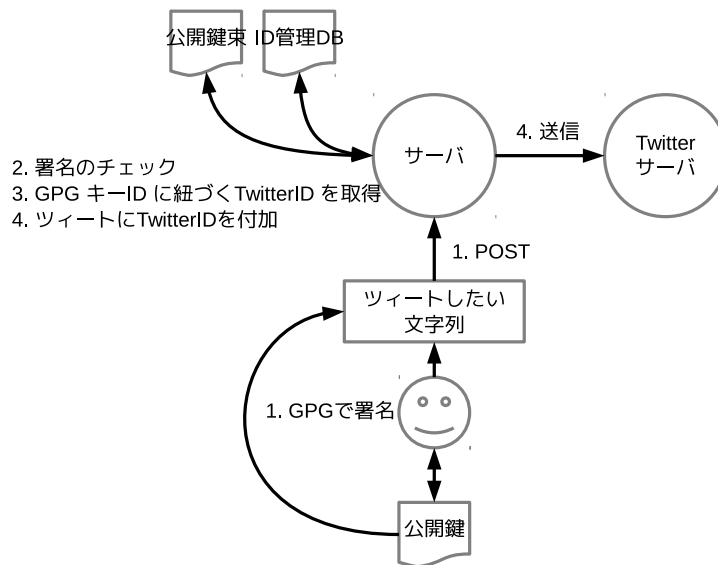 公開鍵束 ID管理DB
サーバ
4. 送信
Twitter
サーバ
2. 署名のチェック
3. GPG キーID に紐づくTwitterID を取得
4. ツィートにTwitterIDを付加
1. POST
ツィートしたい
文字列
1. GPGで署名
公開鍵